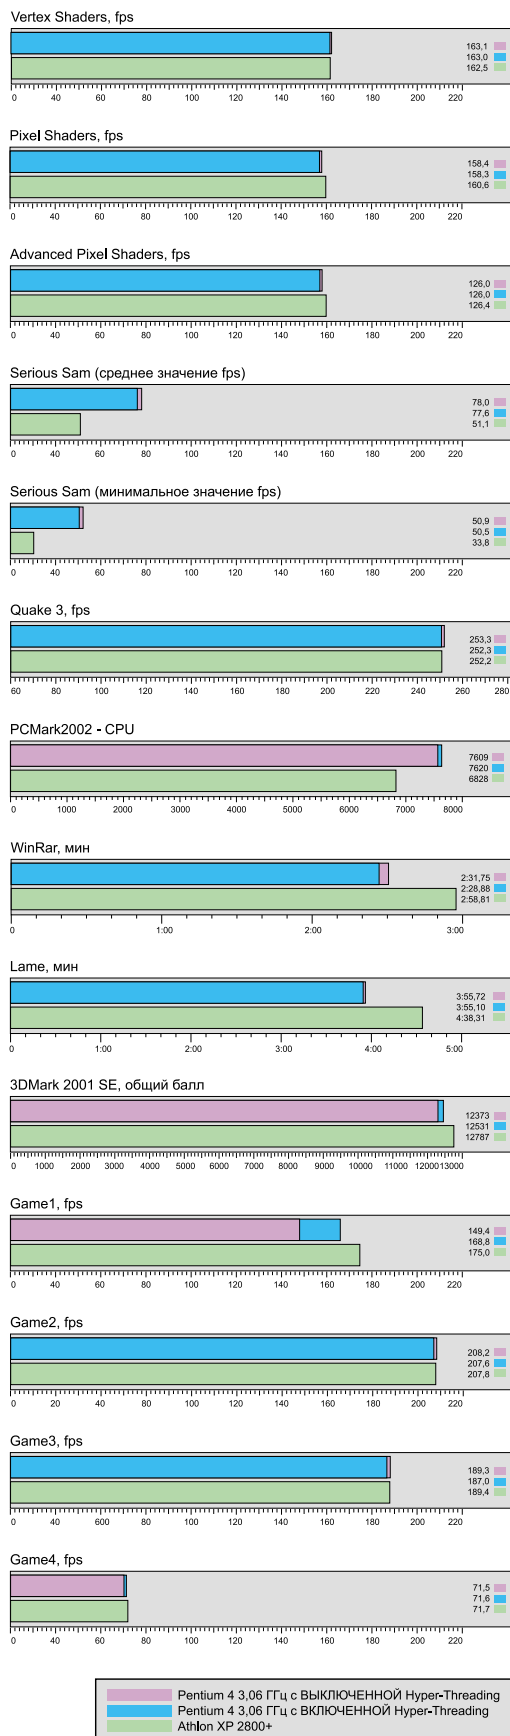 Vertex Shaders, fps
163,1
163,0
162,5
0 40 60 80 100 120 140 160 180 200 220
Pixel Shaders, fps
158,4
158,3
160,6
0 40 60 80 100 120 140 160 180 200 220
Advanced Pixel Shaders, fps
126,0
126,0
126,4
0 40 60 80 100 120 140 160 180 200 220
Serious Sam (среднее значение fps)
78,0
77,6
51,1
0 40 60 80 100 120 140 160 180 200 220
Serious Sam (минимальное значение fps)
50,9
50,5
33,8
0 40 60 80 100 120 140 160 180 200 220
Quake 3, fps
253,3
252,3
252,2
60 80 100 120 140 160 180 200 220 240 260 280
PCMark2002 - CPU
7609
7620
6828
0 1000 2000 3000 4000 5000 6000 7000 8000
WinRar, мин
2:31,75
2:28,88
2:58,81
0 1:00 2:00 3:00
Lame, мин
3:55,72
3:55,10
4:38,31
0 1:00 2:00 3:00 4:00 5:00
3DMark 2001 SE, общий балл
12373
12531
12787
0 1000 2000 3000 4000 5000 6000 7000 8000 9000 10000 11000 12000 13000
Game1, fps
149,4
168,8
175,0
0 40 60 80 100 120 140 160 180 200 220
Game2, fps
208,2
207,6
207,8
0 40 60 80 100 120 140 160 180 200 220
Game3, fps
189,3
187,0
189,4
0 40 600 80 100 120 140 160 180 200 220
Game4, fps
71,5
71,6
71,7
0 40 60 80 100 120 140 160 180 200 220
Pentium 4 3,06 ГГц с ВЫКЛЮЧЕННОЙ Hyper-Threading
Pentium 4 3,06 ГГц с ВКЛЮЧЕННОЙ Hyper-Threading
Athlon XP 2800+